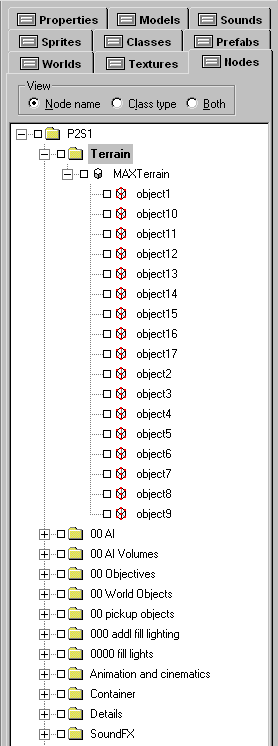 Properties Models Sounds
Sprites Classes Prefabs
Worlds Textures Nodes
View
Node name Class type Both
P2S1
Terrain
MAXTerrain
object1
object10
object11
object12
object13
object14
object15
object16
object17
object2
object3
object4
object5
object6
object7
object8
object9
00 AI
00 AI Volumes
00 Objectives
00 World Objects
00 pickup objects
000 addl fill lighting
0000 fill lights
Animation and cinematics
Container
Details
SoundFX